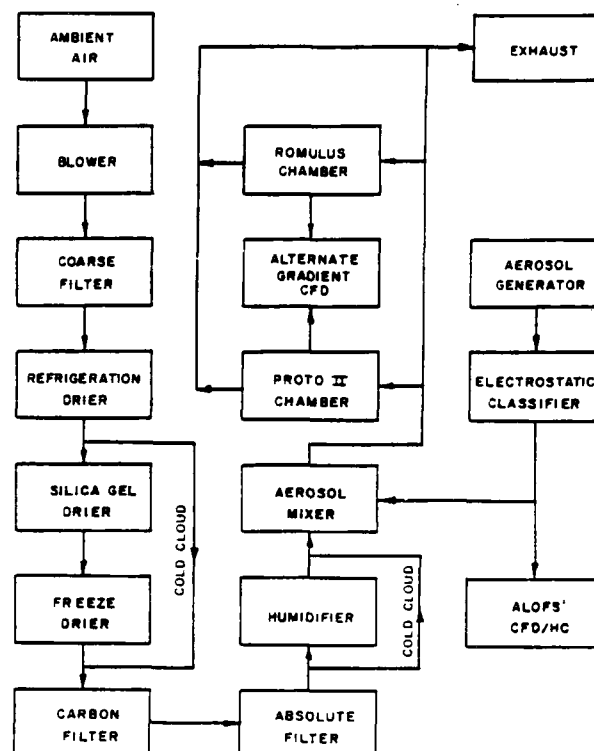 AMBIENT
AIR
BLOWER
COARSE
FILTER
REFRIGERATION
DRIER
SILICA GEL
DRIER
FREEZE
DRIER
COLD CLOUD
CARBON
FILTER
EXHAUST
ROMULUS
CHAMBER
ALTERNATE
GRADIENT
CFD
PROTO II
CHAMBER
AEROSOL
MIXER
HUMIDIFIER
COLD CLOUD
ABSOLUTE
FILTER
AEROSOL
GENERATOR
ELECTROSTATIC
CLASSIFIER
ALOFS'
CFD/HC